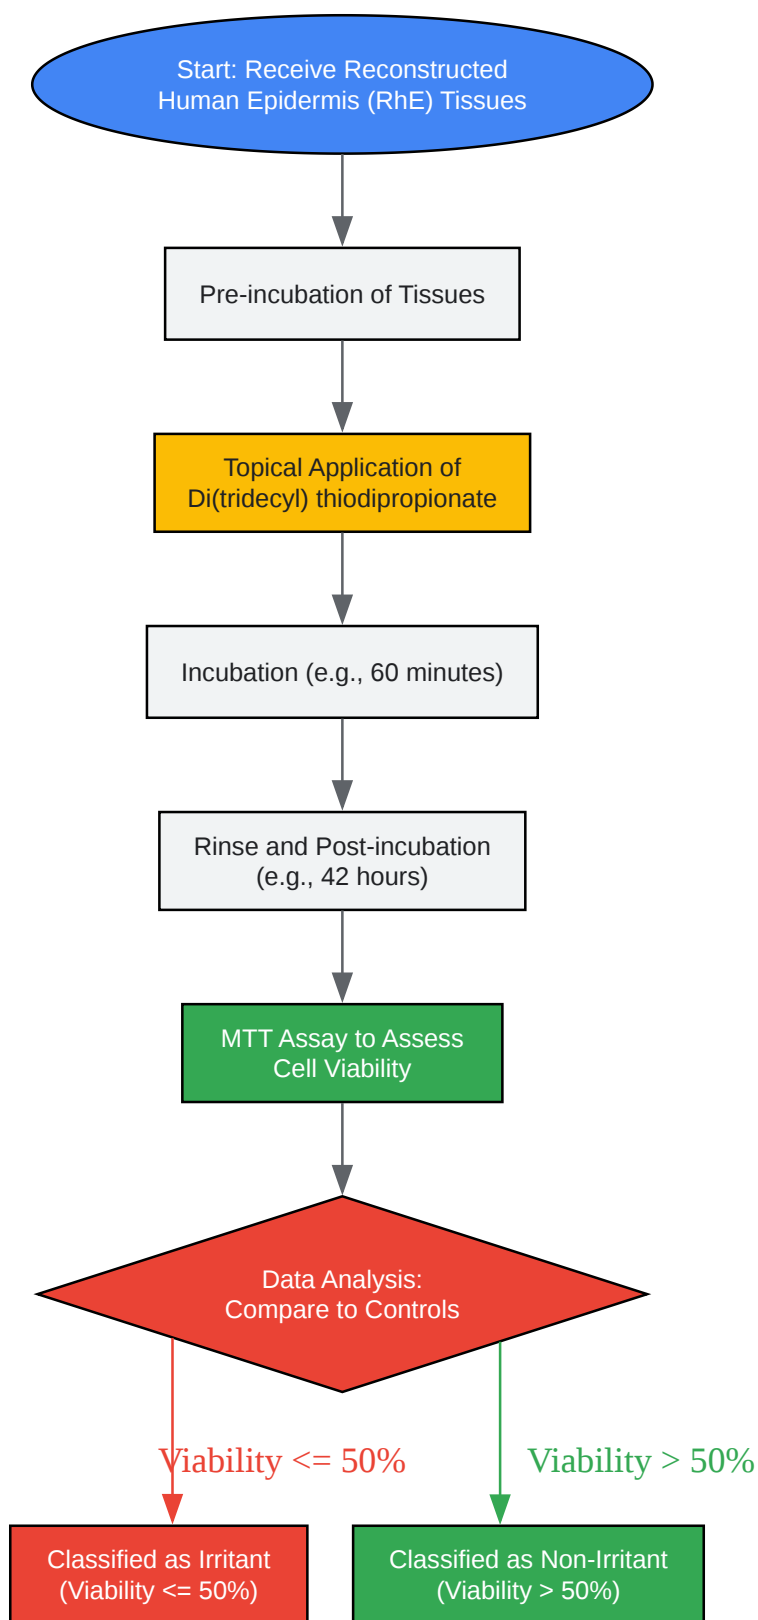 Start: Receive Reconstructed
Human Epidermis (RhE) Tissues
Pre-incubation of Tissues
Topical Application of
Di(tridecyl) thiodipropionate
Incubation (e.g., 60 minutes)
Rinse and Post-incubation
(e.g., 42 hours)
MTT Assay to Assess
Cell Viability
Data Analysis:
Compare to Controls
Viability <= 50%
Viability > 50%
Classified as Irritant
(Viability <= 50%)
Classified as Non-Irritant
(Viability > 50%)